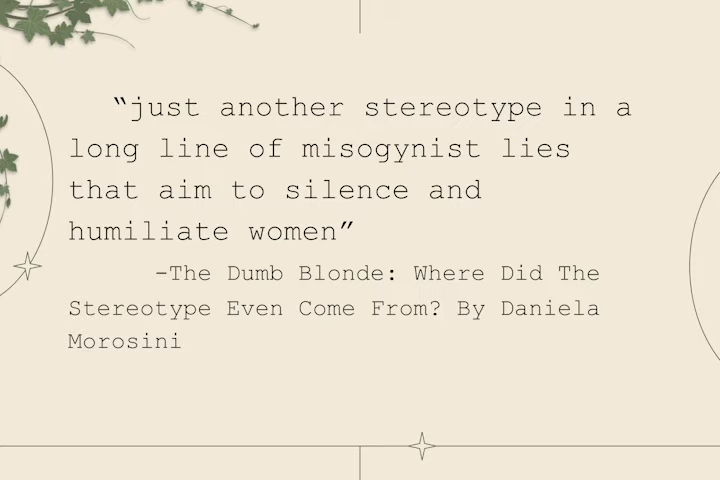 “just another stereotype in a
long line of misogynist lies
that aim to silence and
humiliate women”
-The Dumb Blonde: Where Did The
Stereotype Even Come From? By Daniela
Morosini